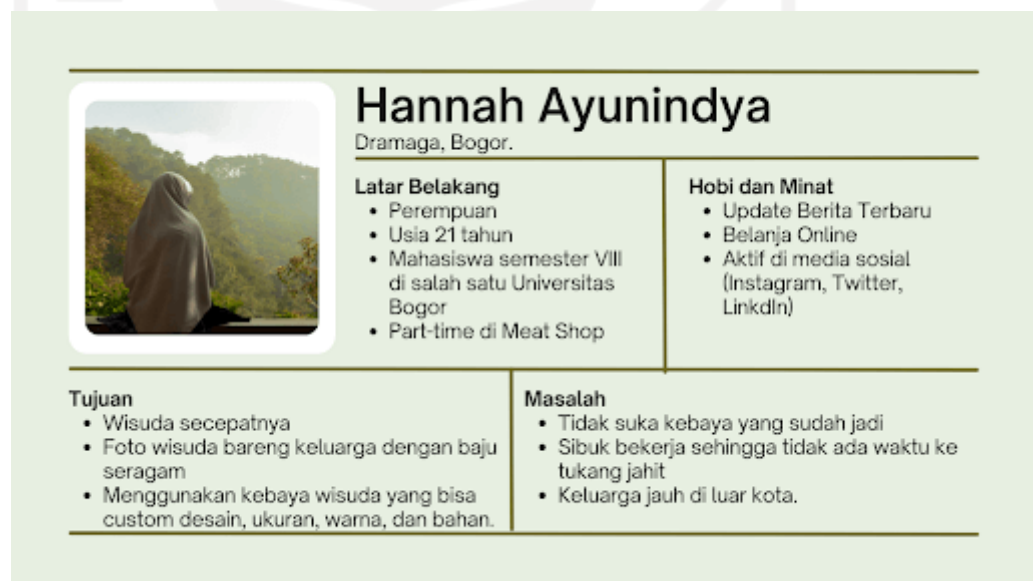 Hannah Ayunindya
Dramaga, Bogor.
Latar Belakang
• Perempuan
• Usia 21 tahun
• Mahasiswa semester VIII
di salah satu Universitas
Bogor
• Part-time di Meat Shop
Hobi dan Minat
• Update Berita Terbaru
• Belanja Online
• Aktif di media sosial
(Instagram, Twitter,
LinkdIn)
Tujuan
• Wisuda secepatnya
• Foto wisuda bareng keluarga dengan baju
seragam
• Menggunakan kebaya wisuda yang bisa
custom desain, ukuran, warna, dan bahan.
Masalah
• Tidak suka kebaya yang sudah jadi
• Sibuk bekerja sehingga tidak ada waktu ke
tukang jahit
• Keluarga jauh di luar kota.